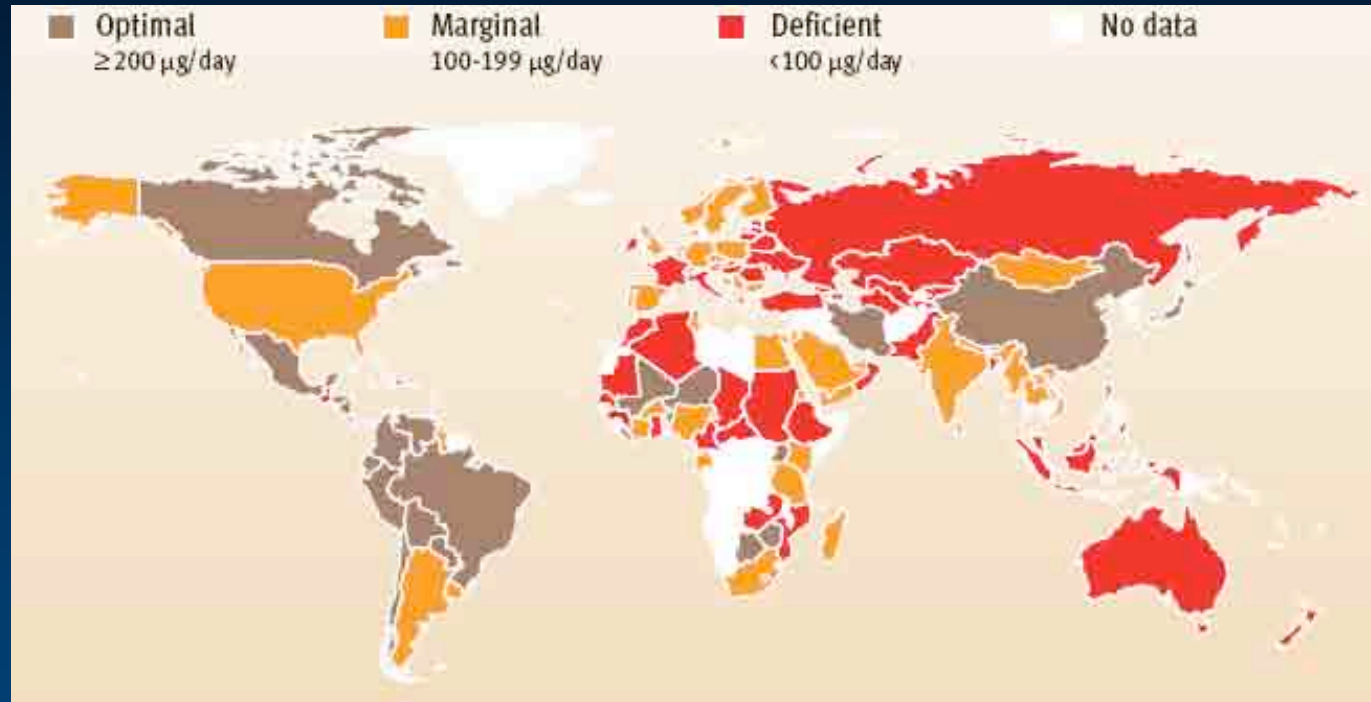 Optimal
≥200 µg/day
Marginal
100-199 µg/day
Deficient
<100 µg/day
No data